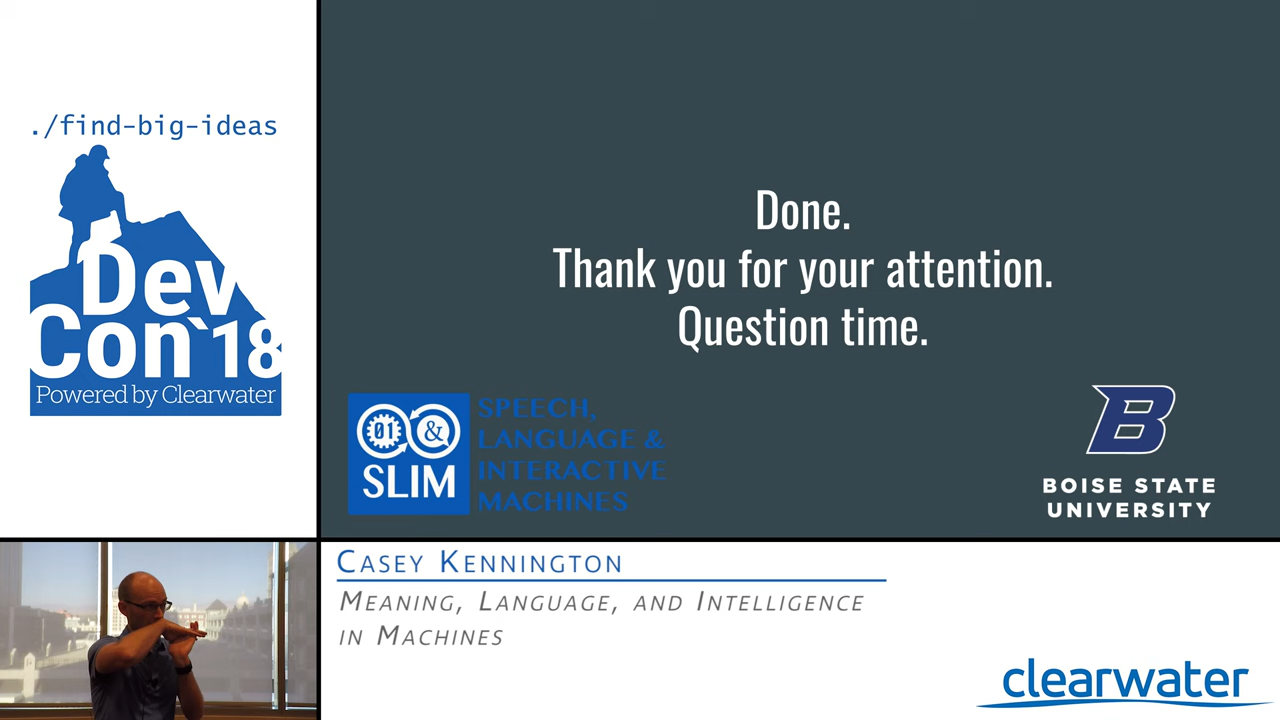 ./find-big-ideas
Dev
Con`18
Powered by Clearwater
Done.
Thank you for your attention.
Question time.
01 &
SLIM
SPEECH,
LANGUAGE &
INTERACTIVE
MACHINES
B
BOISE STATE
UNIVERSITY
CASEY KENNINGTON
MEANING, LANGUAGE, AND INTELLIGENCE
IN MACHINES
clearwater